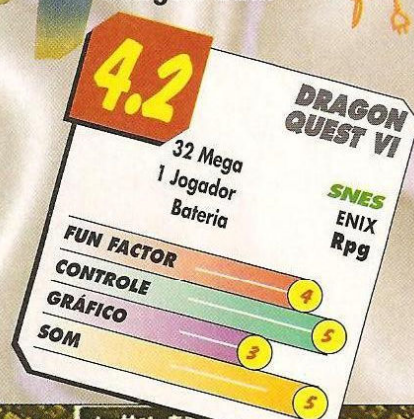 4.2
DRAGON
QUEST VI
32 Mega
1 Jogador
Bateria
SNES
ENIX
Rpg
FUN FACTOR 4
CONTROLE 5
GRÁFICO 3
SOM 5